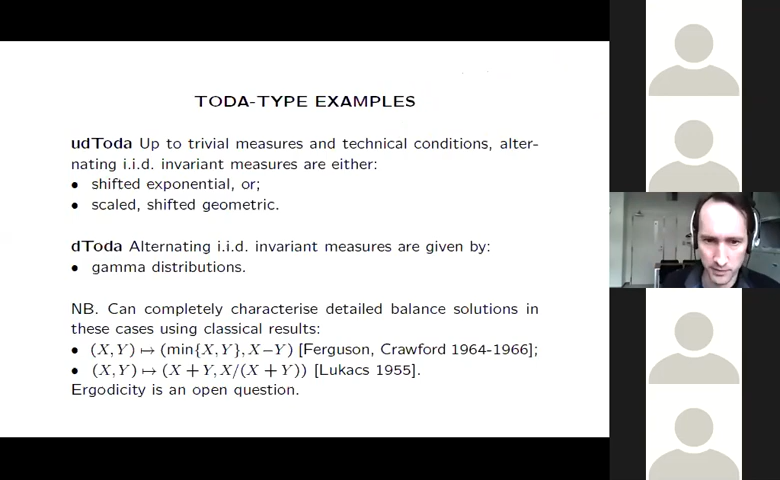 TODA-TYPE EXAMPLES
udToda Up to trivial measures and technical conditions, alter-
nating i.i.d. invariant measures are either:
• shifted exponential, or;
• scaled, shifted geometric.
dToda Alternating i.i.d. invariant measures are given by:
• gamma distributions.
NB. Can completely characterise detailed balance solutions in
these cases using classical results:
• (X, Y) ↦ (min{X, Y}, X−Y) [Ferguson, Crawford 1964-1966];
• (X, Y) ↦ (X + Y, X/(X + Y)) [Lukacs 1955].
Ergodicity is an open question.